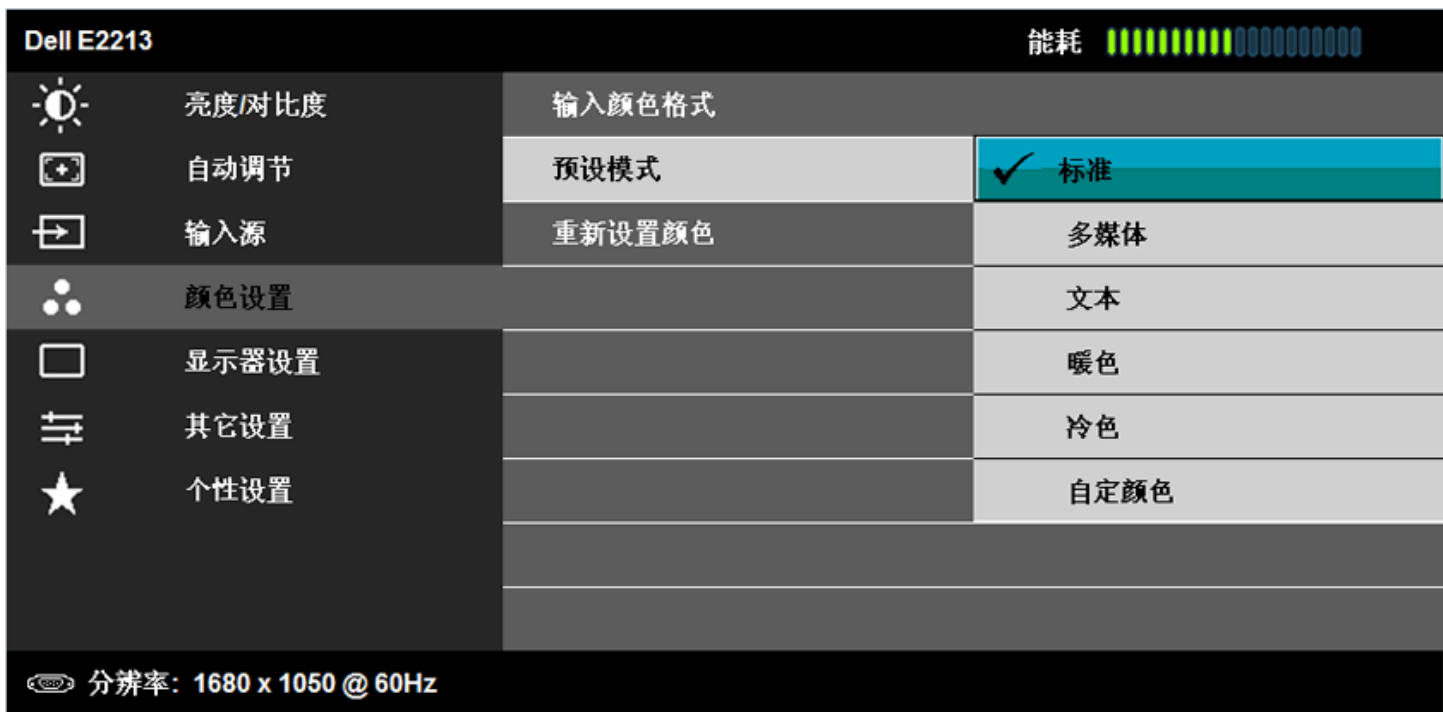 Dell E2213 能耗
亮度/对比度 输入颜色格式
自动调节 预设模式 标准
输入源 重新设置颜色 多媒体
颜色设置 文本
显示器设置 暖色
其它设置 冷色
个性设置 自定颜色
分辨率: 1680 x 1050 @ 60Hz